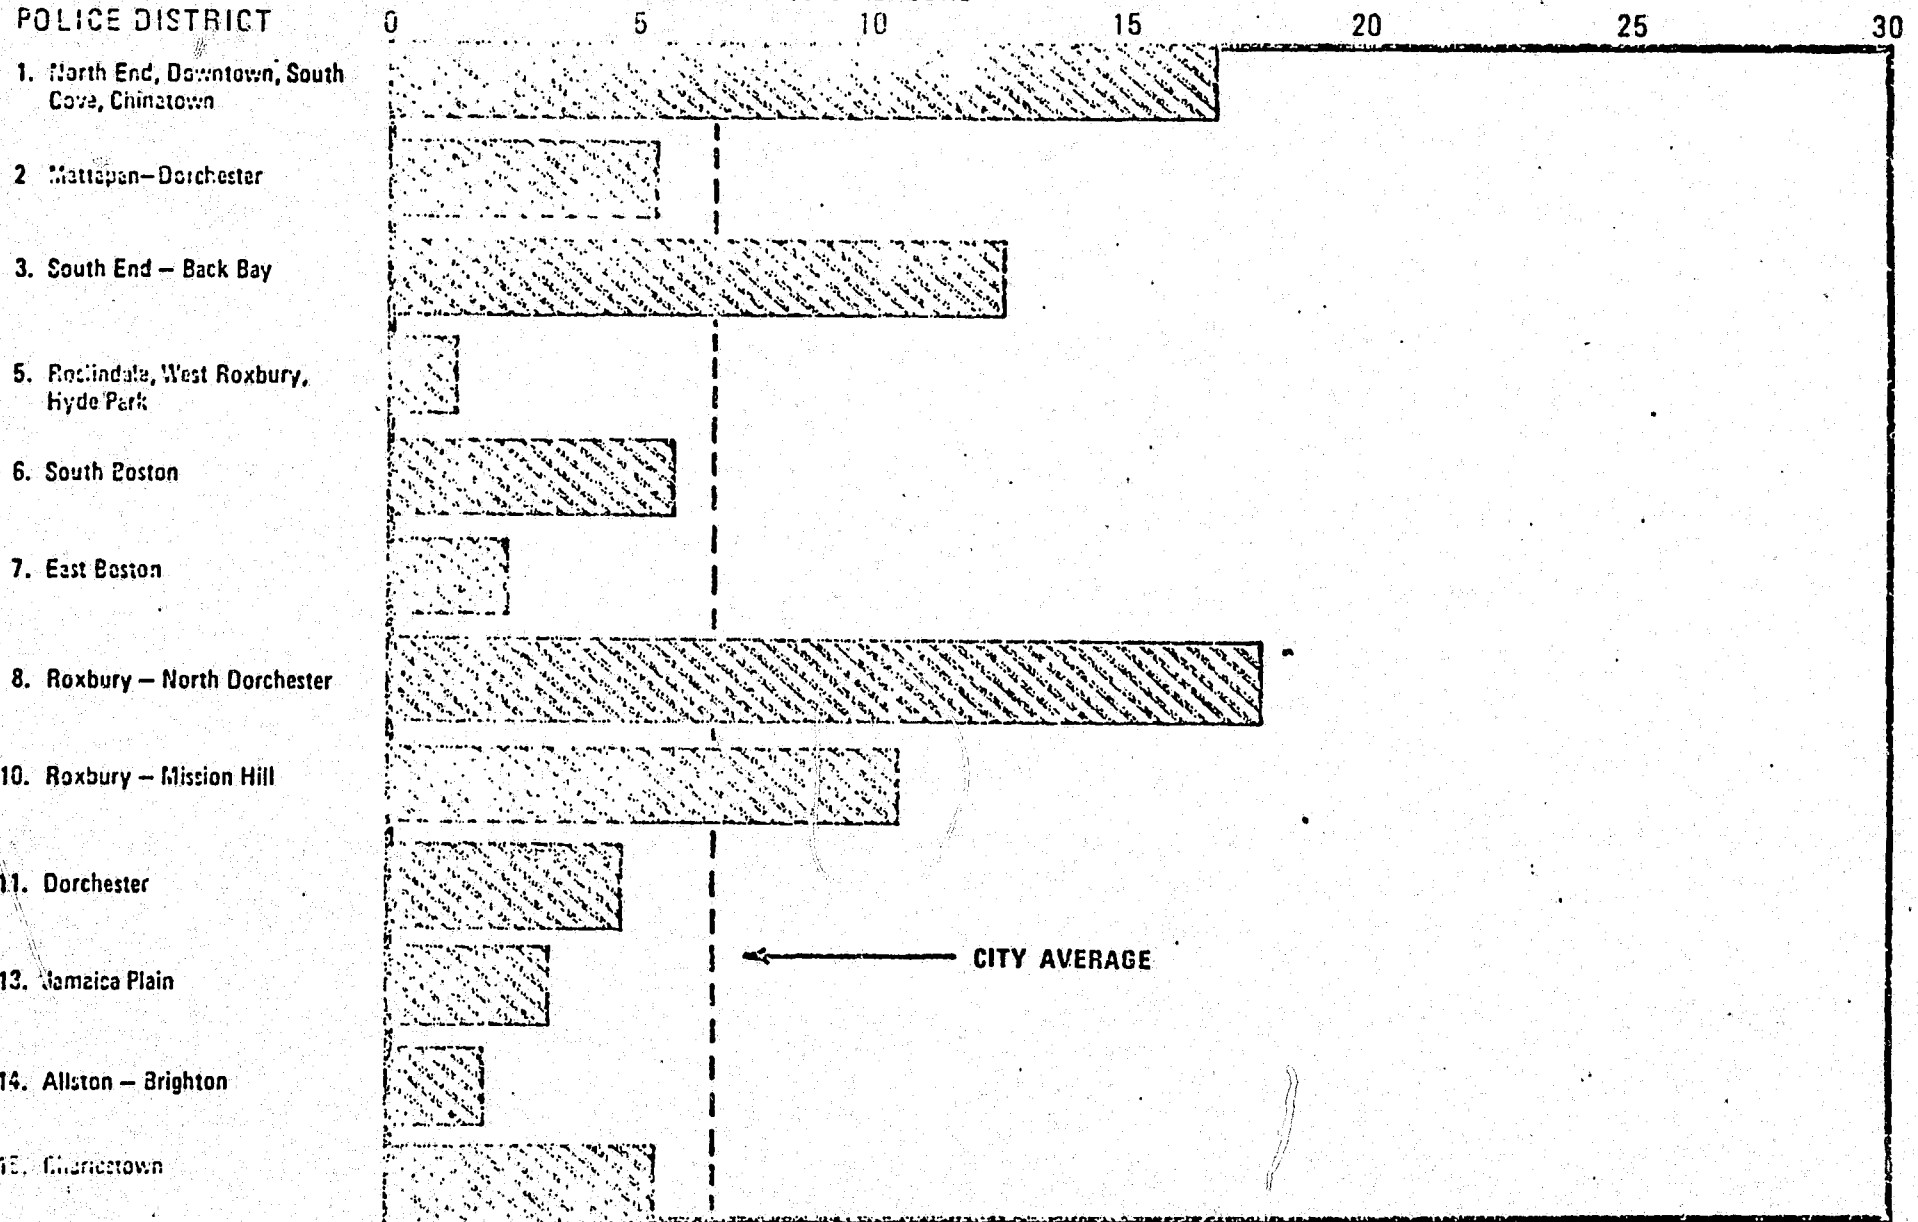 POLICE DISTRICT 0 5 10 15 20 25 30
1. North End, Downtown, South
Cove, Chinatown
2 Mattapan–Dorchester
3. South End – Back Bay
5. Roslindale, West Roxbury,
Hyde Park
6. South Boston
7. East Boston
8. Roxbury – North Dorchester
10. Roxbury – Mission Hill
11. Dorchester
CITY AVERAGE
13. Jamaica Plain
14. Allston – Brighton
15. Charlestown